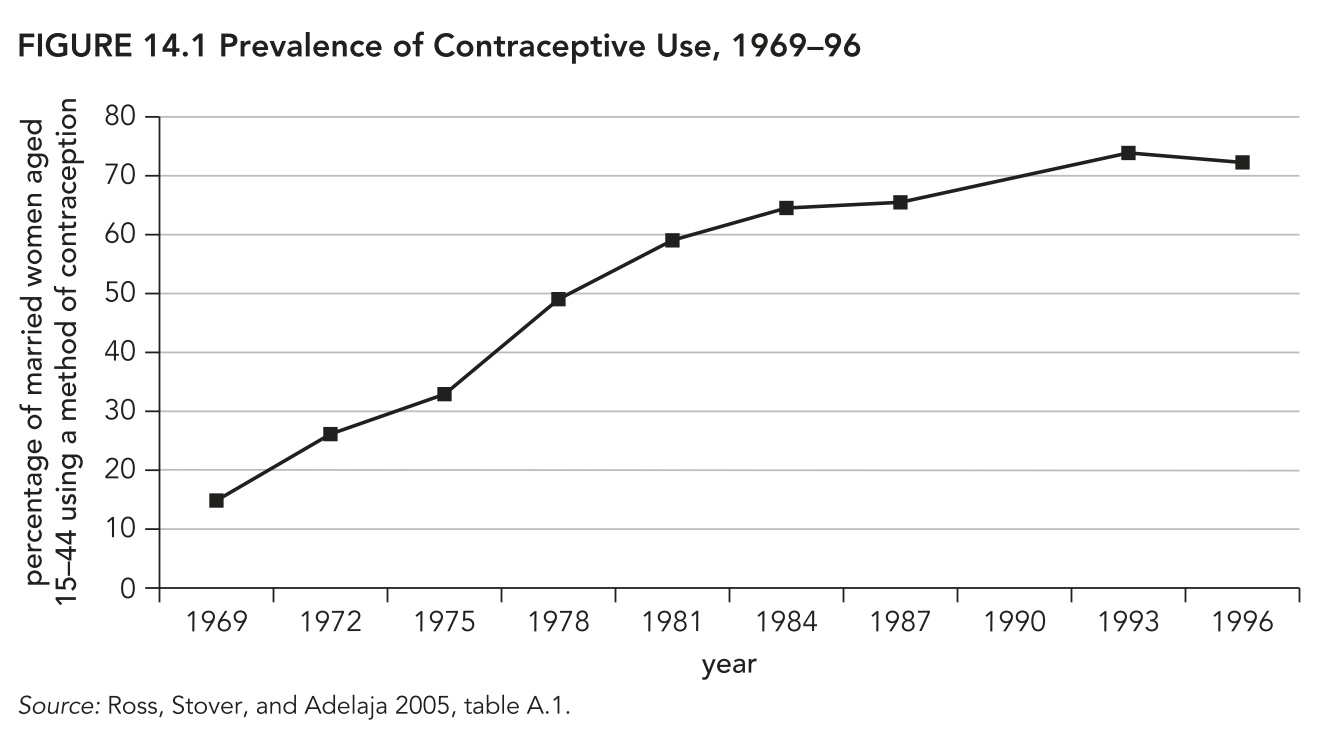 FIGURE 14.1 Prevalence of Contraceptive Use, 1969–96
percentage of married women aged
15–44 using a method of contraception
80
70
60
50
40
30
20
10
0
1969 1972 1975 1978 1981 1984 1987 1990 1993 1996
year
Source: Ross, Stover, and Adelaja 2005, table A.1.